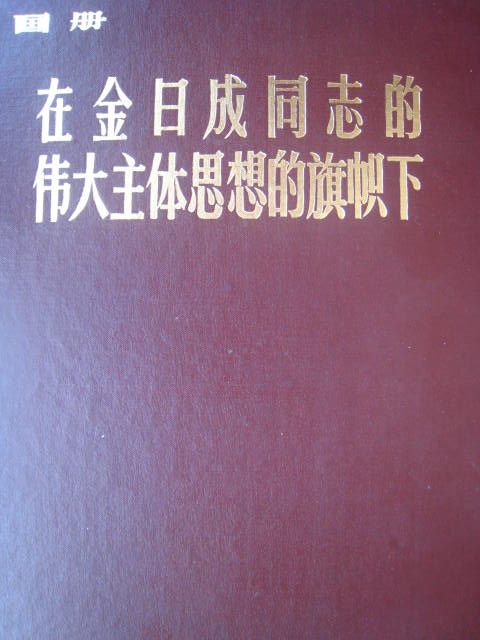 画册
在金日成同志的
伟大主体思想的旗帜下